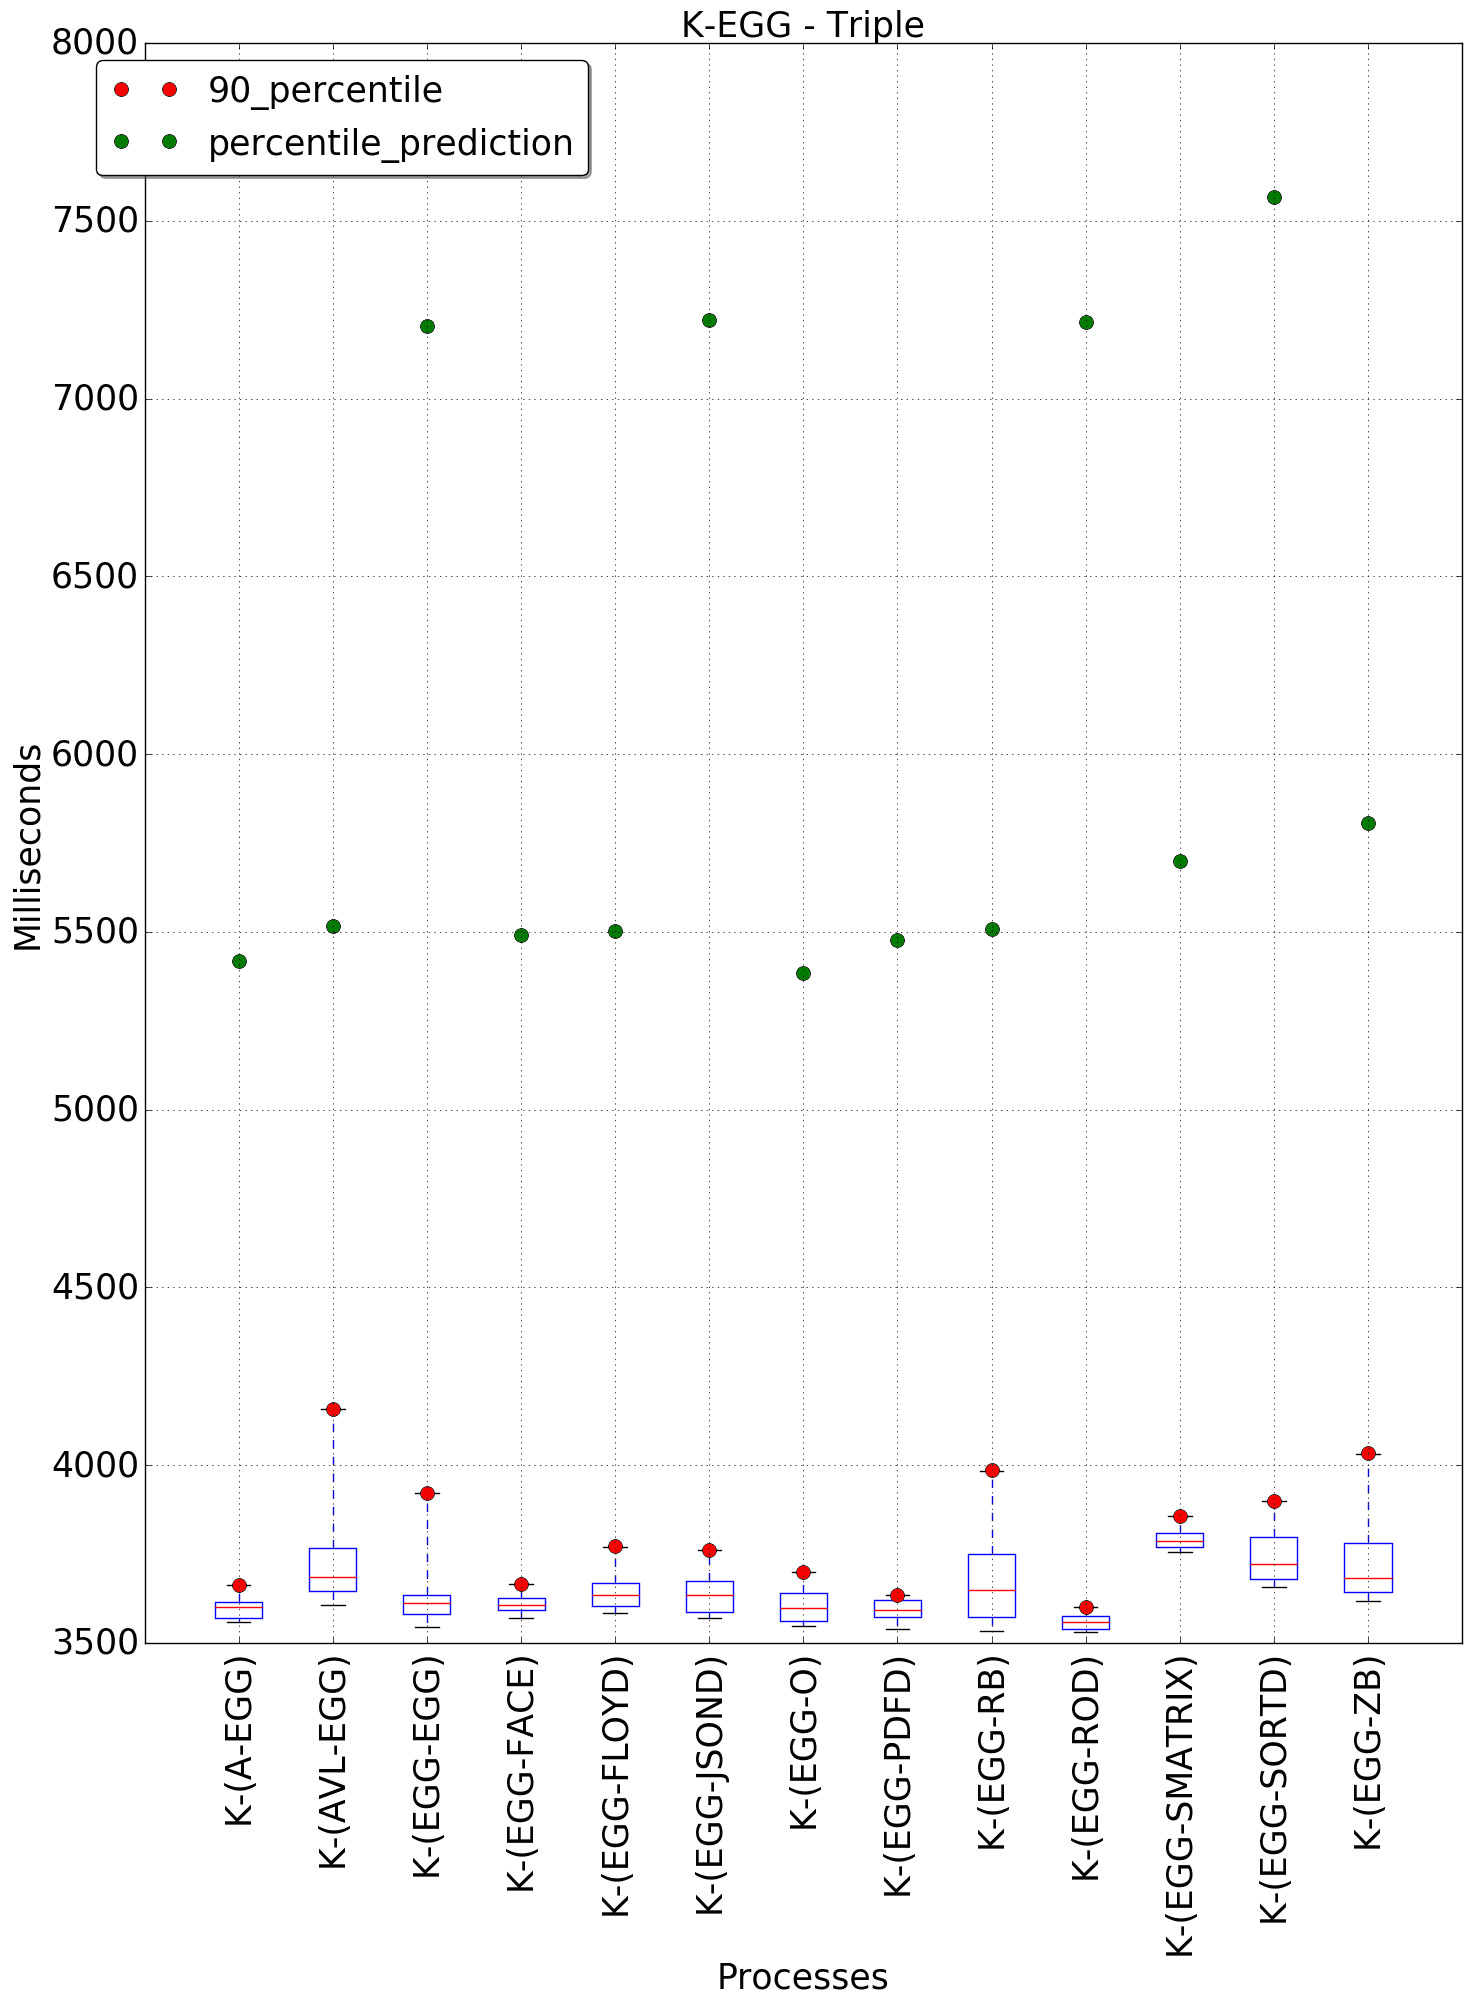 K-EGG - Triple
90_percentile
percentile_prediction
8000
7500
7000
6500
6000
5500
5000
4500
4000
3500
Milliseconds
K-(A-EGG)
K-(AVL-EGG)
K-(EGG-EGG)
K-(EGG-FACE)
K-(EGG-FLOYD)
K-(EGG-JSOND)
K-(EGG-O)
K-(EGG-PDFD)
K-(EGG-RB)
K-(EGG-ROD)
K-(EGG-SMATRIX)
K-(EGG-SORTD)
K-(EGG-ZB)
Processes